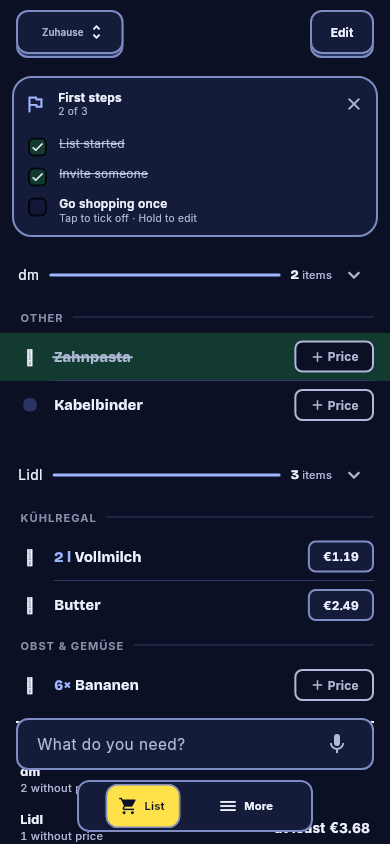 Zuhause
Edit
First steps
2 of 3
List started
Invite someone
Go shopping once
Tap to tick off · Hold to edit
dm
2 items
OTHER
Zahnpasta
+ Price
Kabelbinder
+ Price
Lidl
3 items
KÜHLREGAL
2 l Vollmilch
€1.19
Butter
€2.49
OBST & GEMÜSE
6× Bananen
+ Price
What do you need?
dm
2 without
List
More
Lidl
1 without price
€3.68